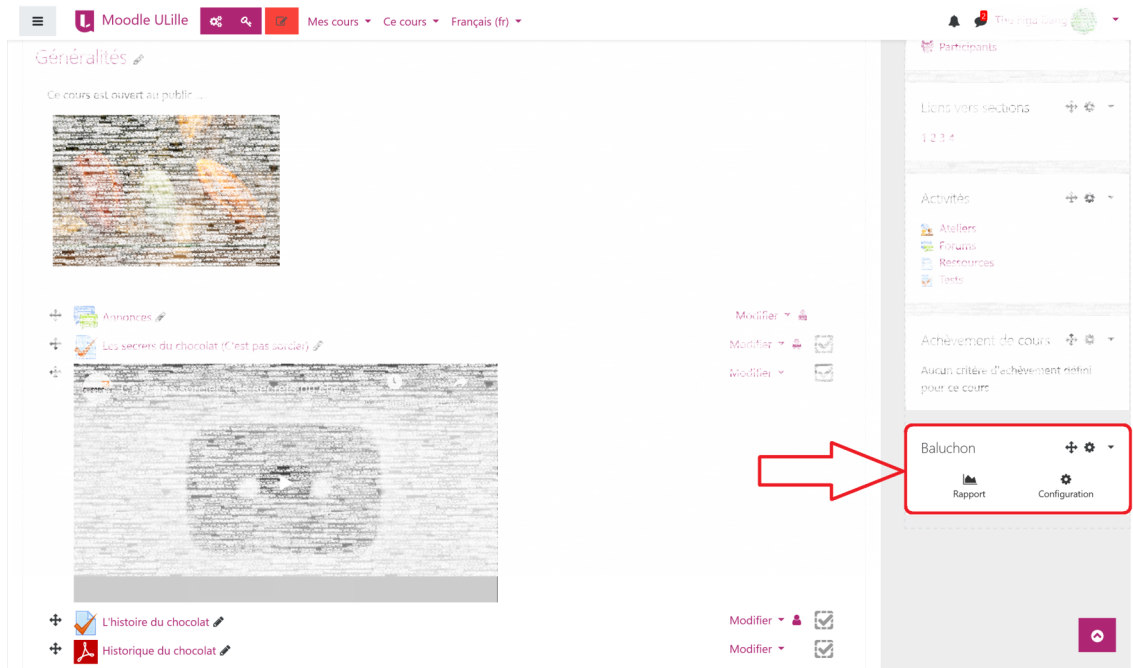 Moodle ULille
Mes cours
Ce cours
Français (fr)
Généralités
Ce cours est ouvert au public ...
Annonces
Modifier
Les secrets du chocolat (C'est pas sorcier)
Modifier
Modifier
L'histoire du chocolat
Modifier
Historique du chocolat
Modifier
2
Participants
Liens vers sections
1 2 3 4
Activités
Ateliers
Forums
Ressources
Tests
Achèvement de cours
Aucun critère d'achèvement défini
pour ce cours
Baluchon
Rapport
Configuration